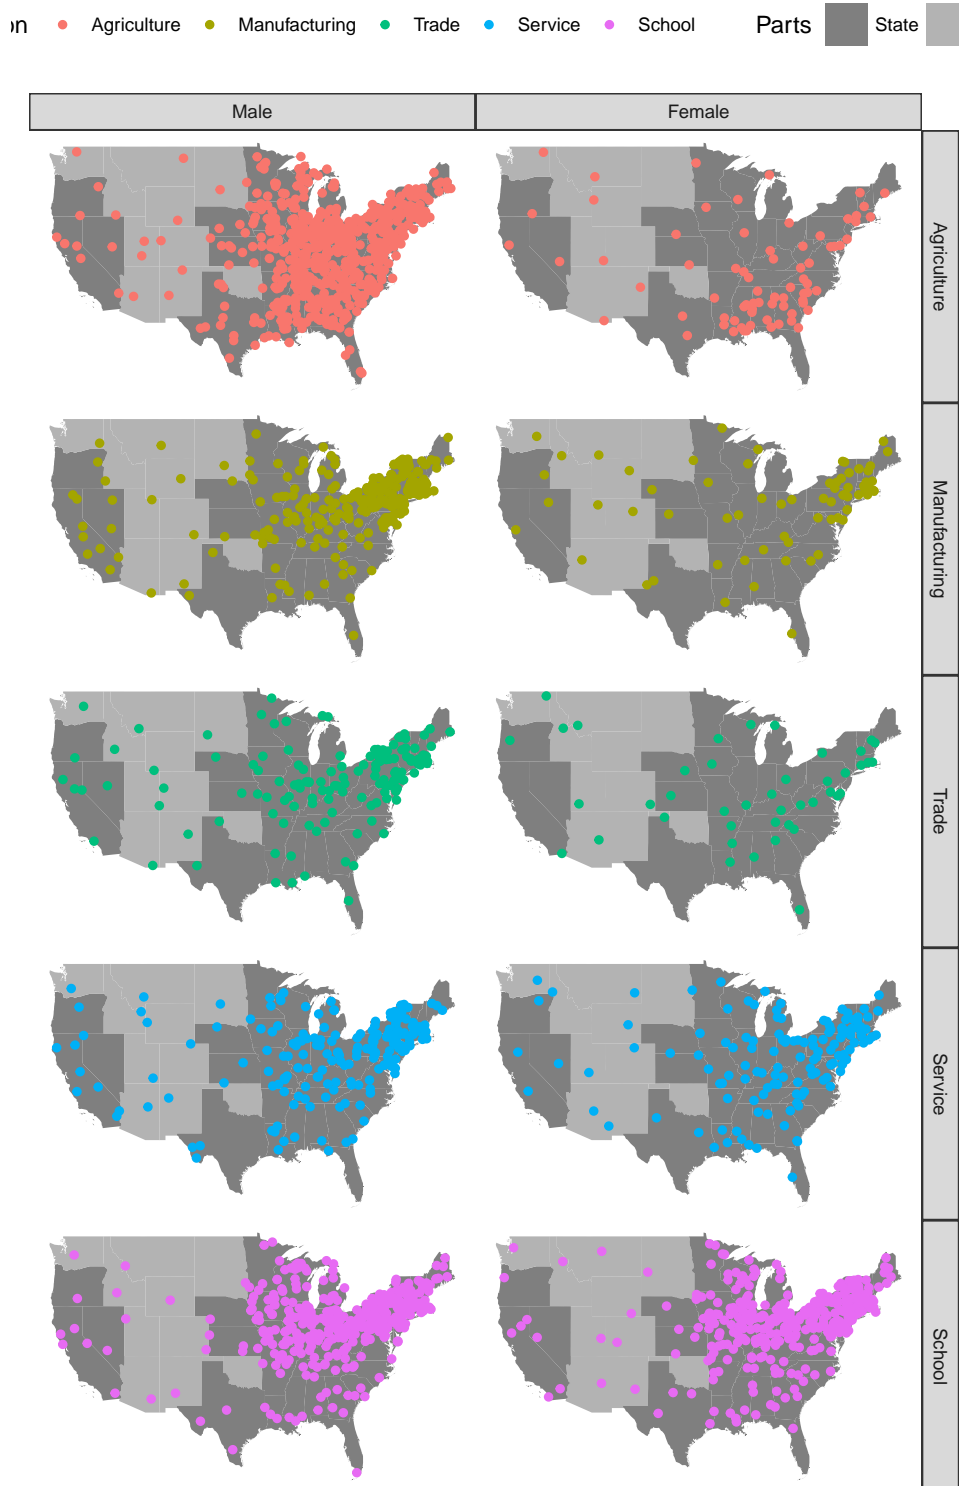 on Agriculture Manufacturing Trade Service School Parts State
Male Female
Agriculture
Manufacturing
Trade
Service
School